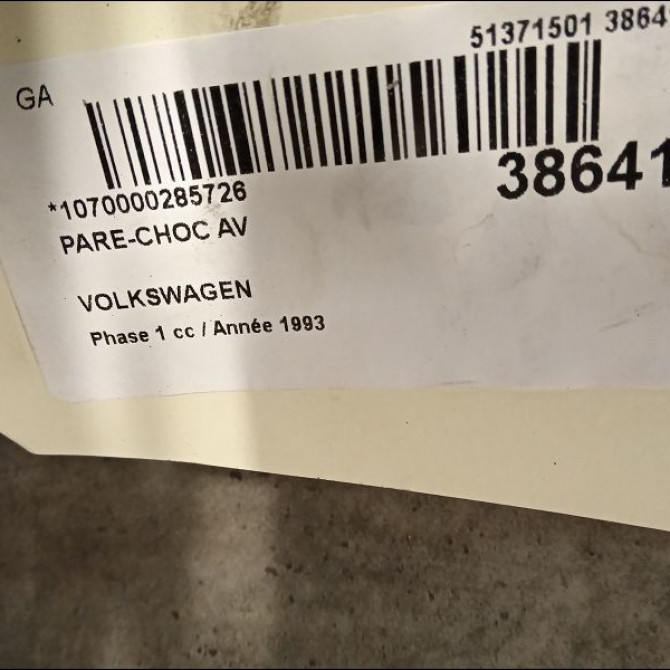 51371501 3864
GA
38641
*1070000285726
PARE-CHOC AV
VOLKSWAGEN
Phase 1 cc / Année 1993